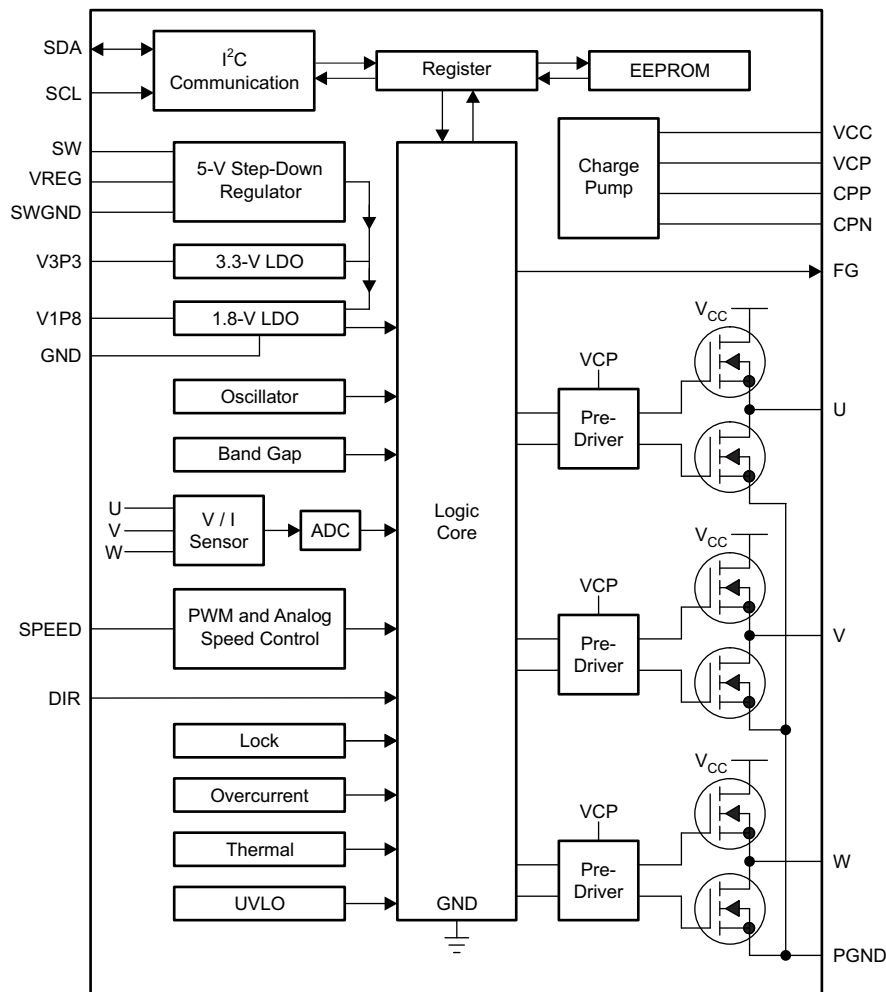 SDA
SCL
I²C
Communication
Register
EEPROM
SW
VREG
SWGND
5-V Step-Down
Regulator
V3P3
3.3-V LDO
V1P8
1.8-V LDO
GND
Oscillator
Band Gap
U
V
W
V / I
Sensor
ADC
SPEED
PWM and Analog
Speed Control
DIR
Lock
Overcurrent
Thermal
UVLO
Logic
Core
GND
Charge
Pump
VCC
VCP
CPP
CPN
FG
VCC
VCP
Pre-
Driver
U
VCC
VCP
Pre-
Driver
V
VCC
VCP
Pre-
Driver
W
PGND